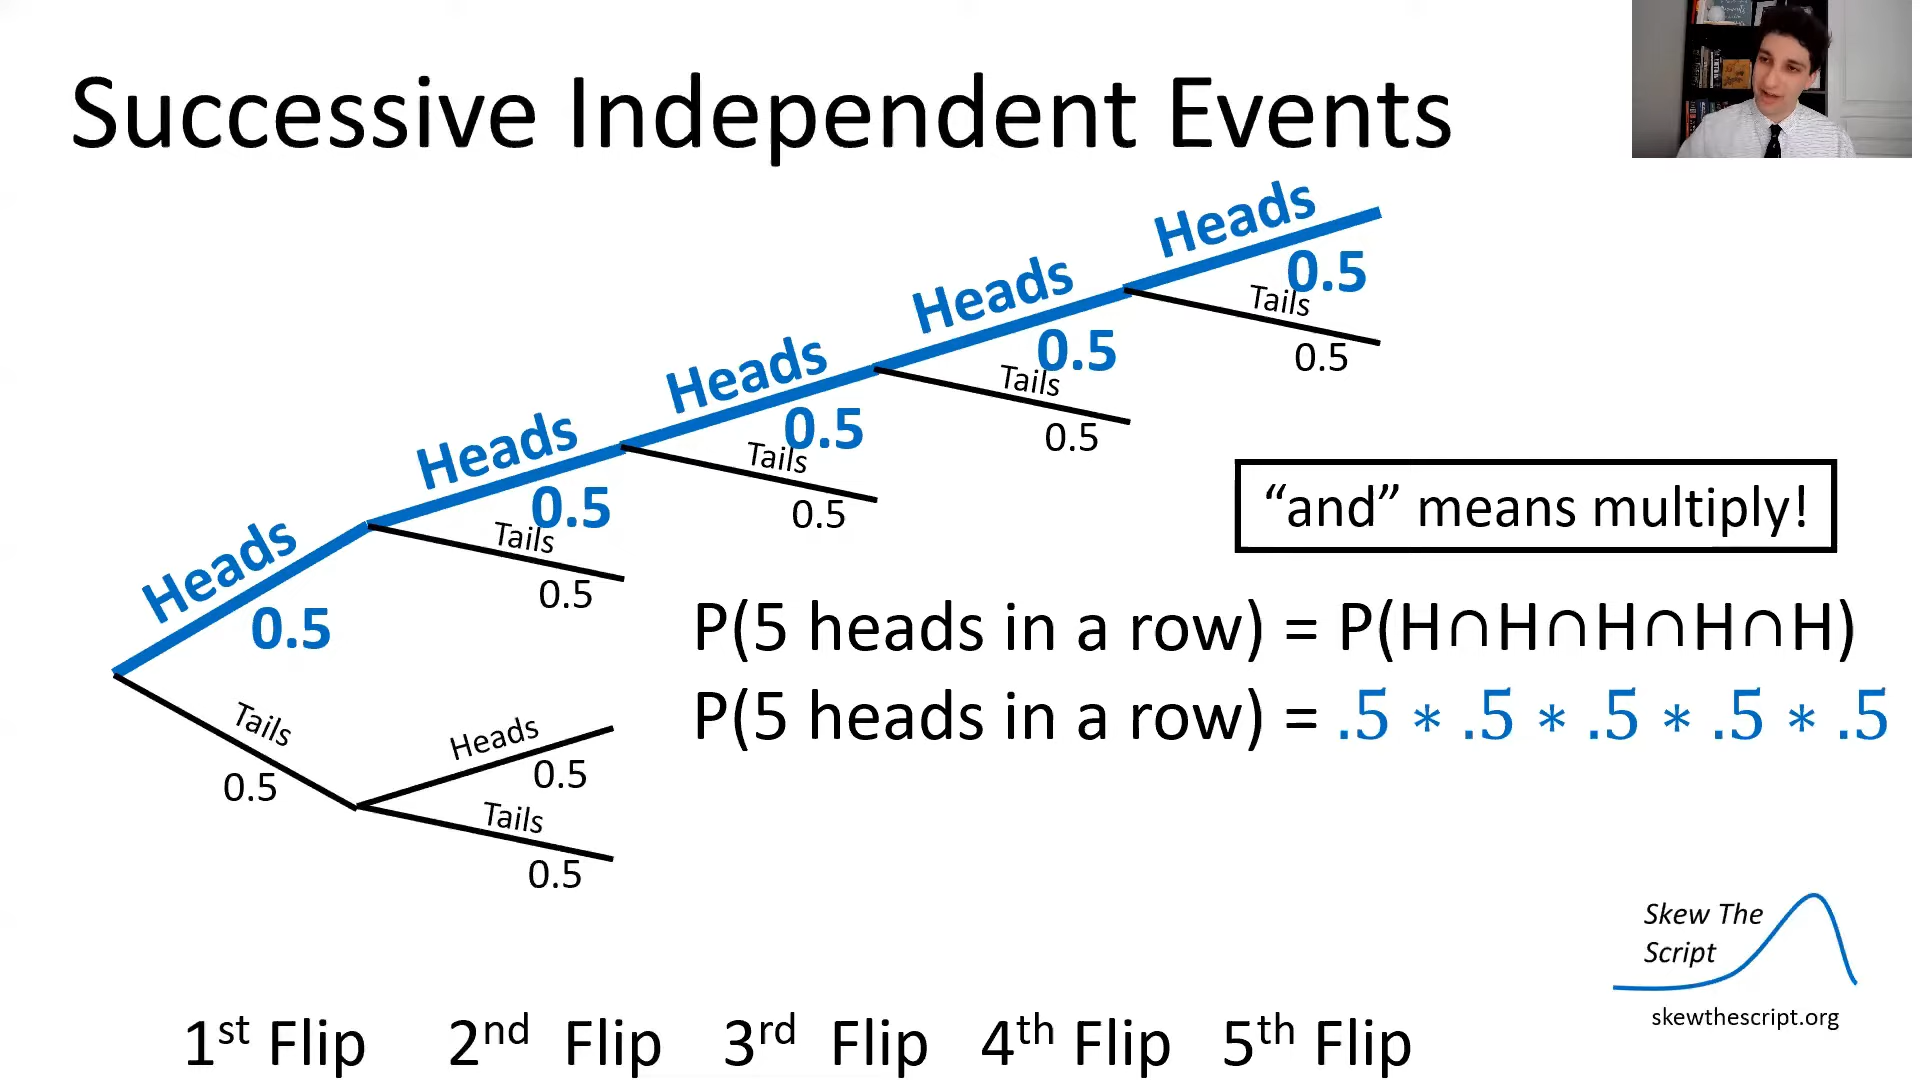 Successive Independent Events
Heads
0.5
Tails
0.5
Heads
0.5
Tails
0.5
Heads
0.5
Tails
0.5
Heads
0.5
Tails
0.5
Heads
0.5
Tails
0.5
Tails
0.5
Heads
0.5
Tails
0.5
“and” means multiply!
P(5 heads in a row) = P(H∩H∩H∩H∩H)
P(5 heads in a row) = .5 * .5 * .5 * .5 * .5
Skew The
Script
skewthescript.org
1st Flip 2nd Flip 3rd Flip 4th Flip 5th Flip